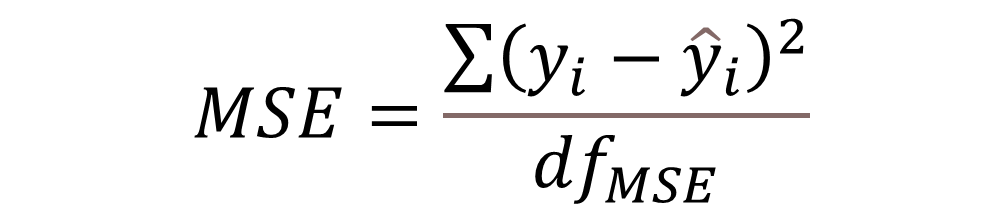 MSE = ∑(yᵢ − ŷᵢ)² / df_MSE